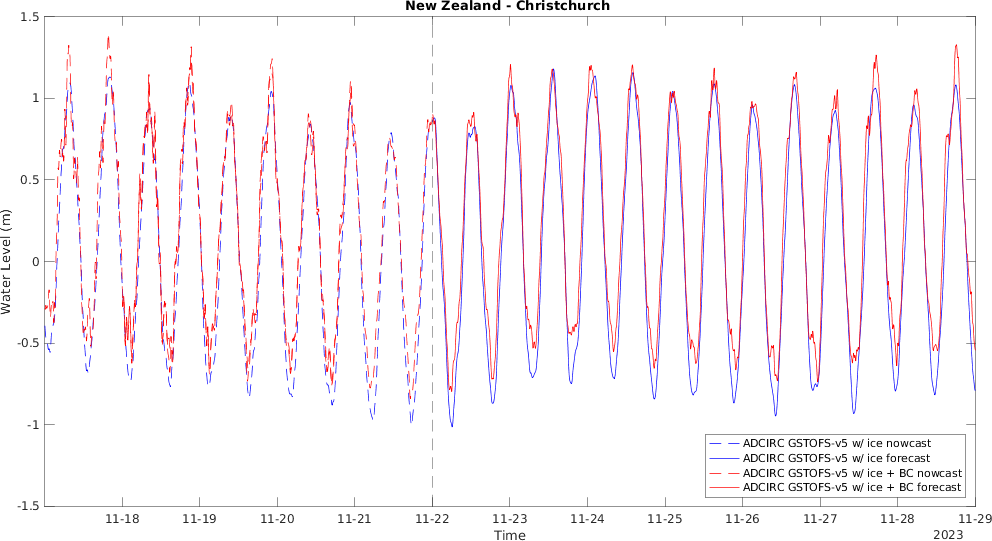 New Zealand - Christchurch
1.5
1
0.5
0
-0.5
-1
-1.5
Water Level (m)
ADCIRC GSTOFS-v5 w/ ice nowcast
ADCIRC GSTOFS-v5 w/ ice forecast
ADCIRC GSTOFS-v5 w/ ice + BC nowcast
ADCIRC GSTOFS-v5 w/ ice + BC forecast
11-18 11-19 11-20 11-21 11-22 11-23 11-24 11-25 11-26 11-27 11-28 11-29
Time
2023